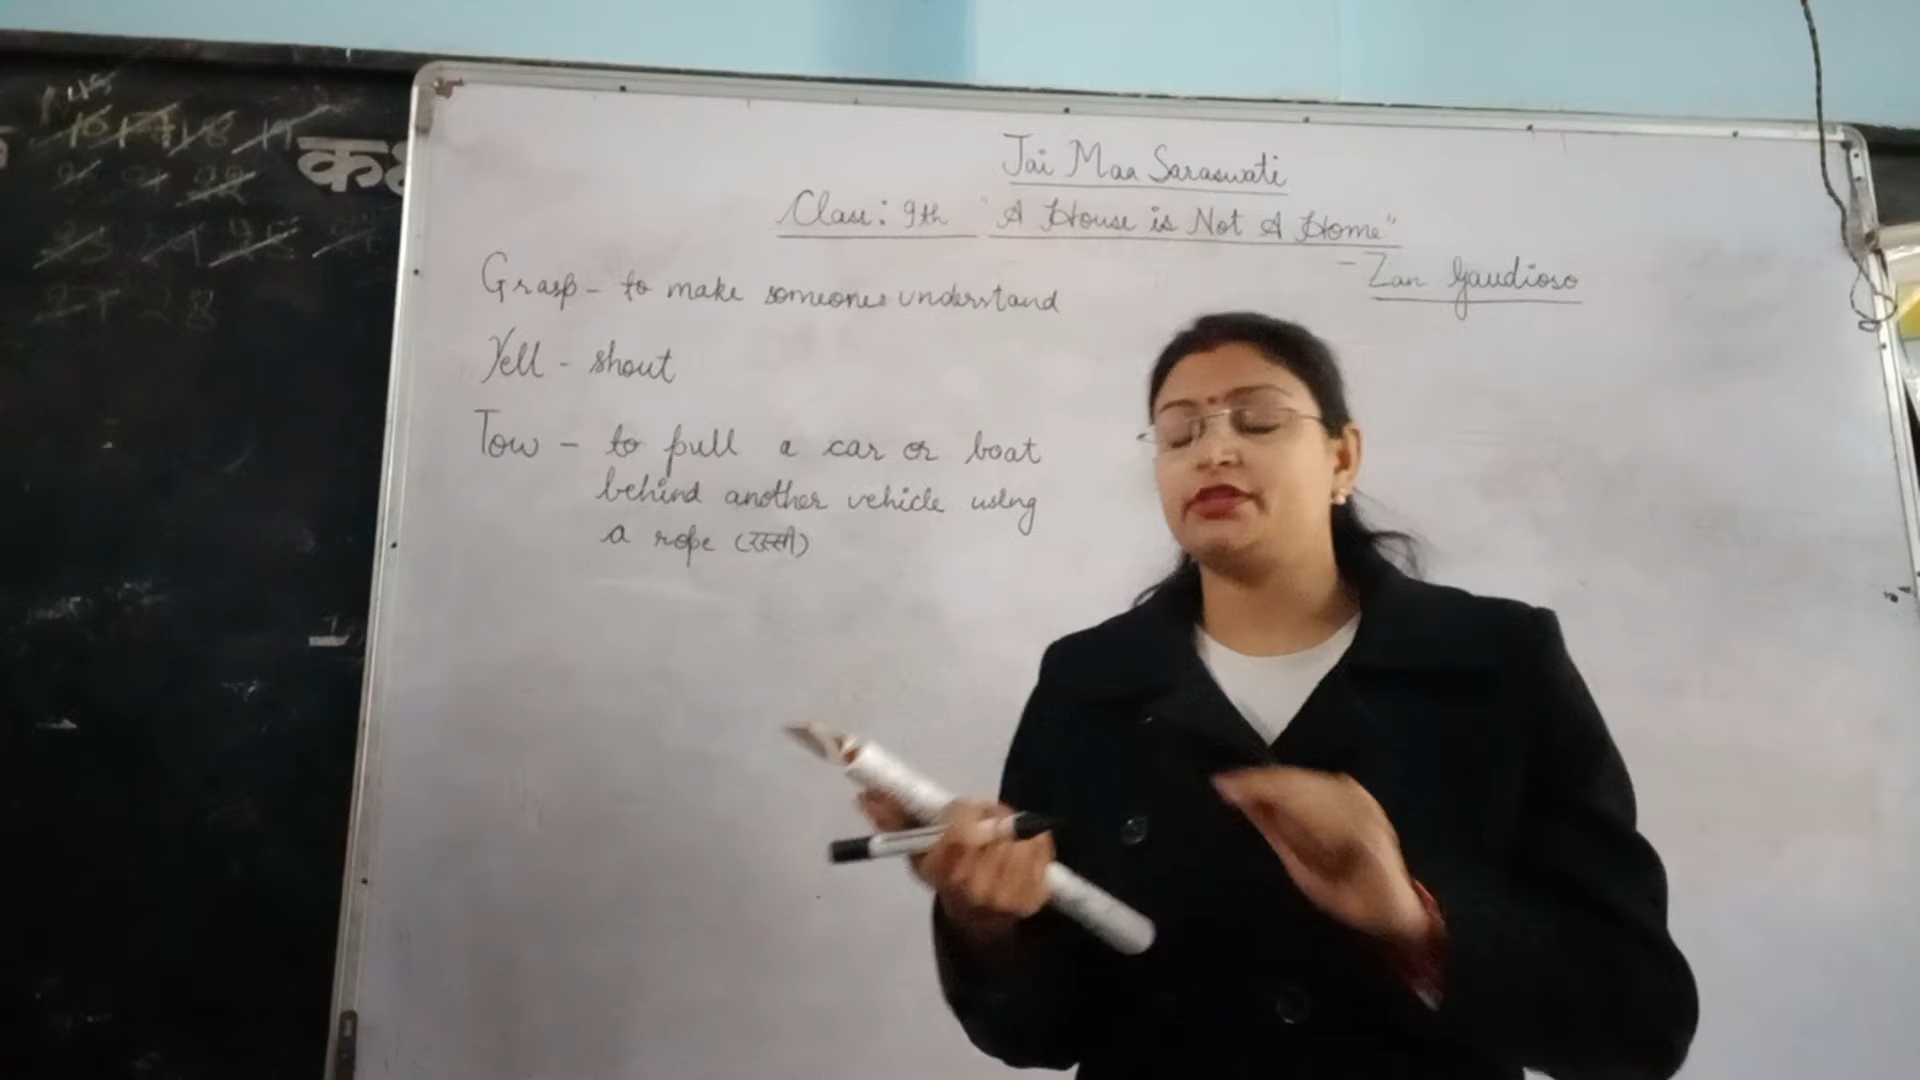 Jai Maa Saraswati
Class: 9th "A House is Not A Home"
- Zan Gaudioso
Grasp - to make someones understand
Yell - shout
Tow - to pull a car or boat
behind another vehicle using
a rope (रस्सी)